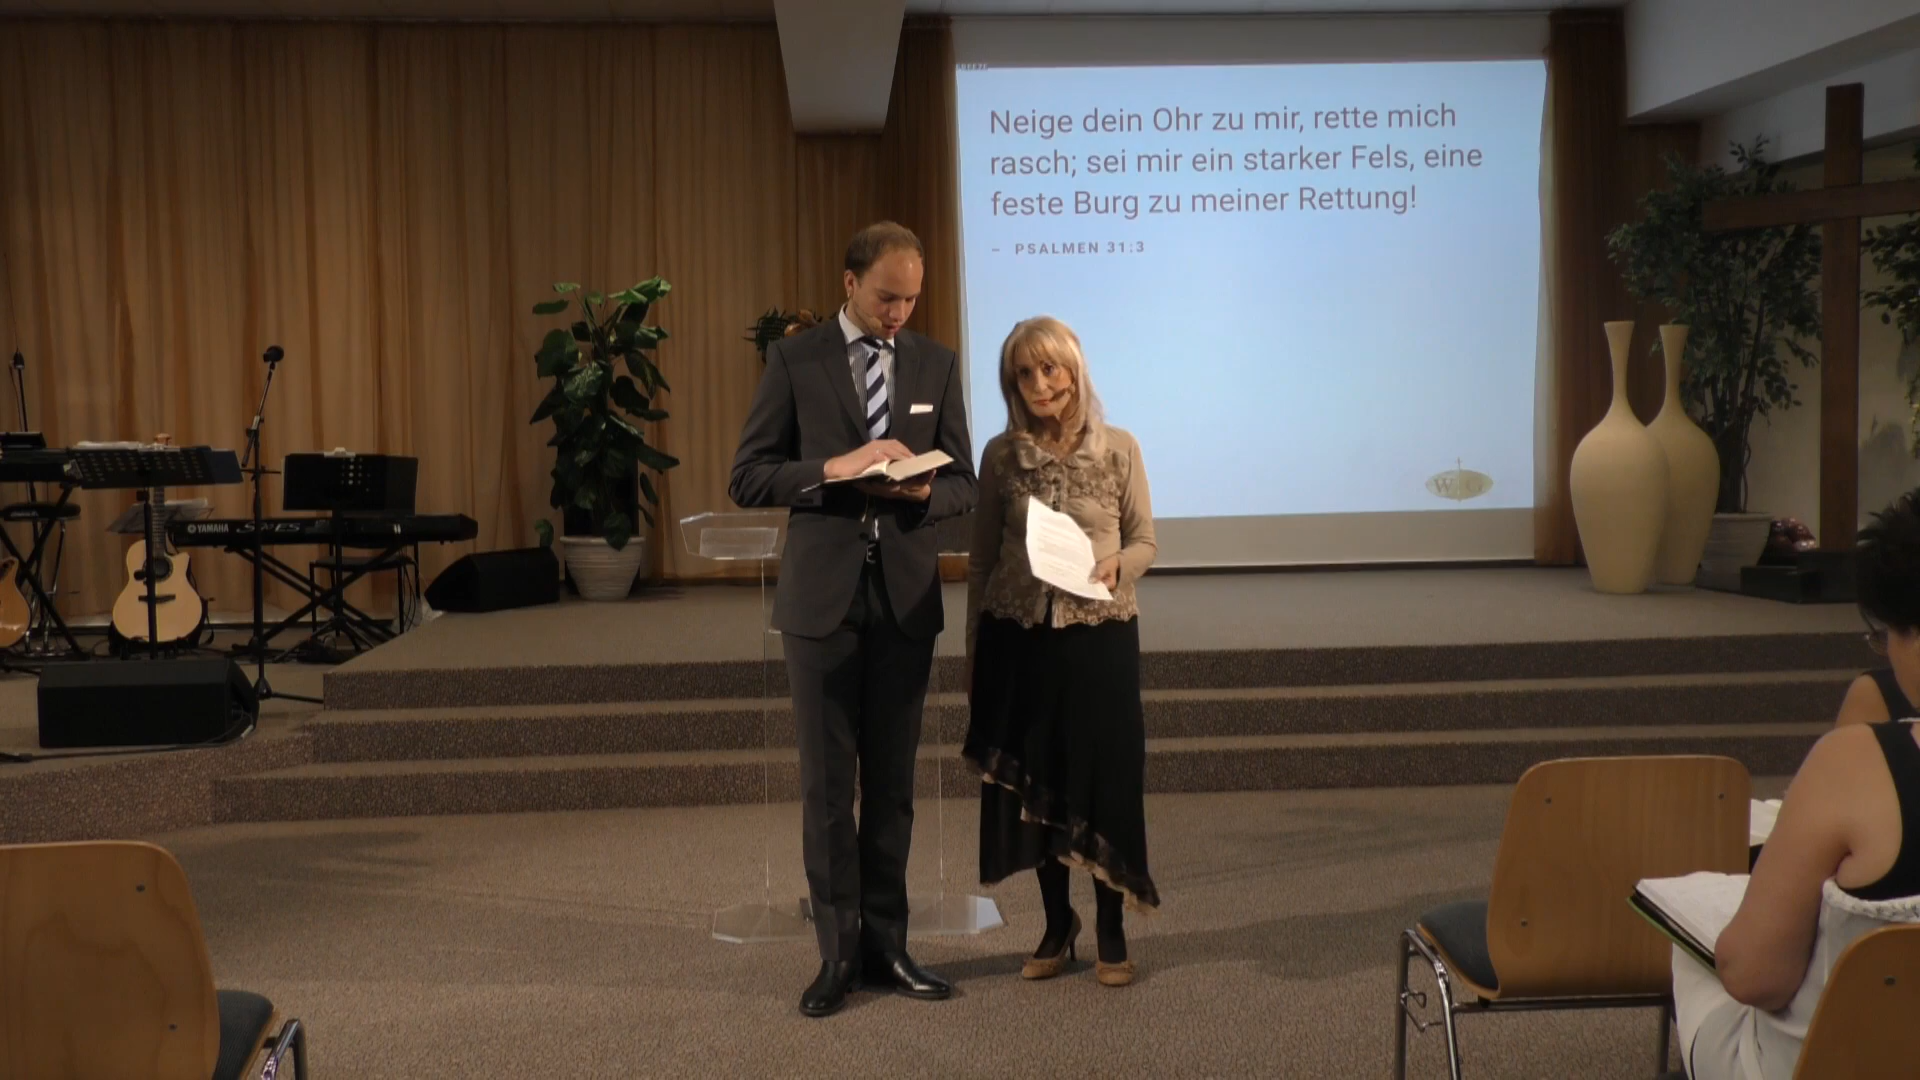 Neige dein Ohr zu mir, rette mich
rasch; sei mir ein starker Fels, eine
feste Burg zu meiner Rettung!
– PSALMEN 31:3
YAMAHA